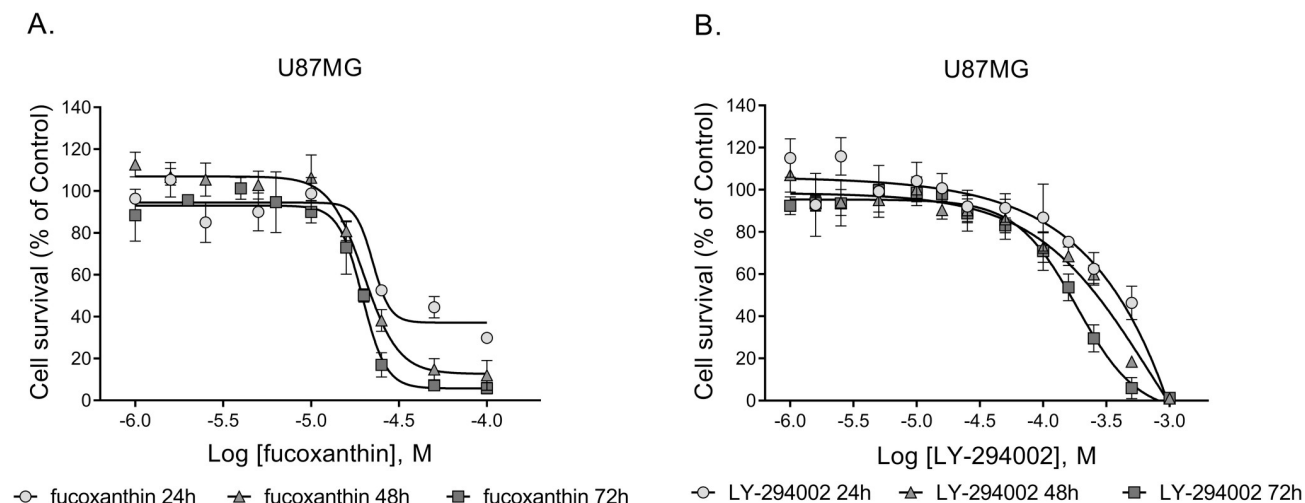 A.
U87MG
Cell survival (% of Control)
140
120
100
80
60
40
20
0
-6.0 -5.5 -5.0 -4.5 -4.0
Log [fucoxanthin], M
fucoxanthin 24h fucoxanthin 48h fucoxanthin 72h
B.
U87MG
Cell survival (% of Control)
140
120
100
80
60
40
20
0
-6.0 -5.5 -5.0 -4.5 -4.0 -3.5 -3.0
Log [LY-294002], M
LY-294002 24h LY-294002 48h LY-294002 72h